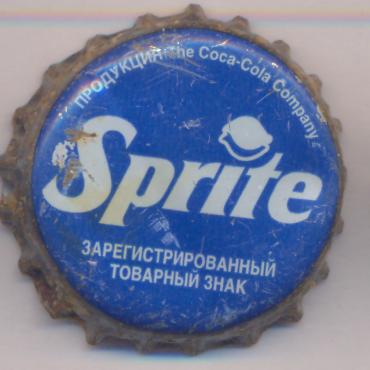 ПРОДУКЦИЯ The Coca-Cola Company
Sprite
ЗАРЕГИСТРИРОВАННЫЙ
ТОВАРНЫЙ ЗНАК